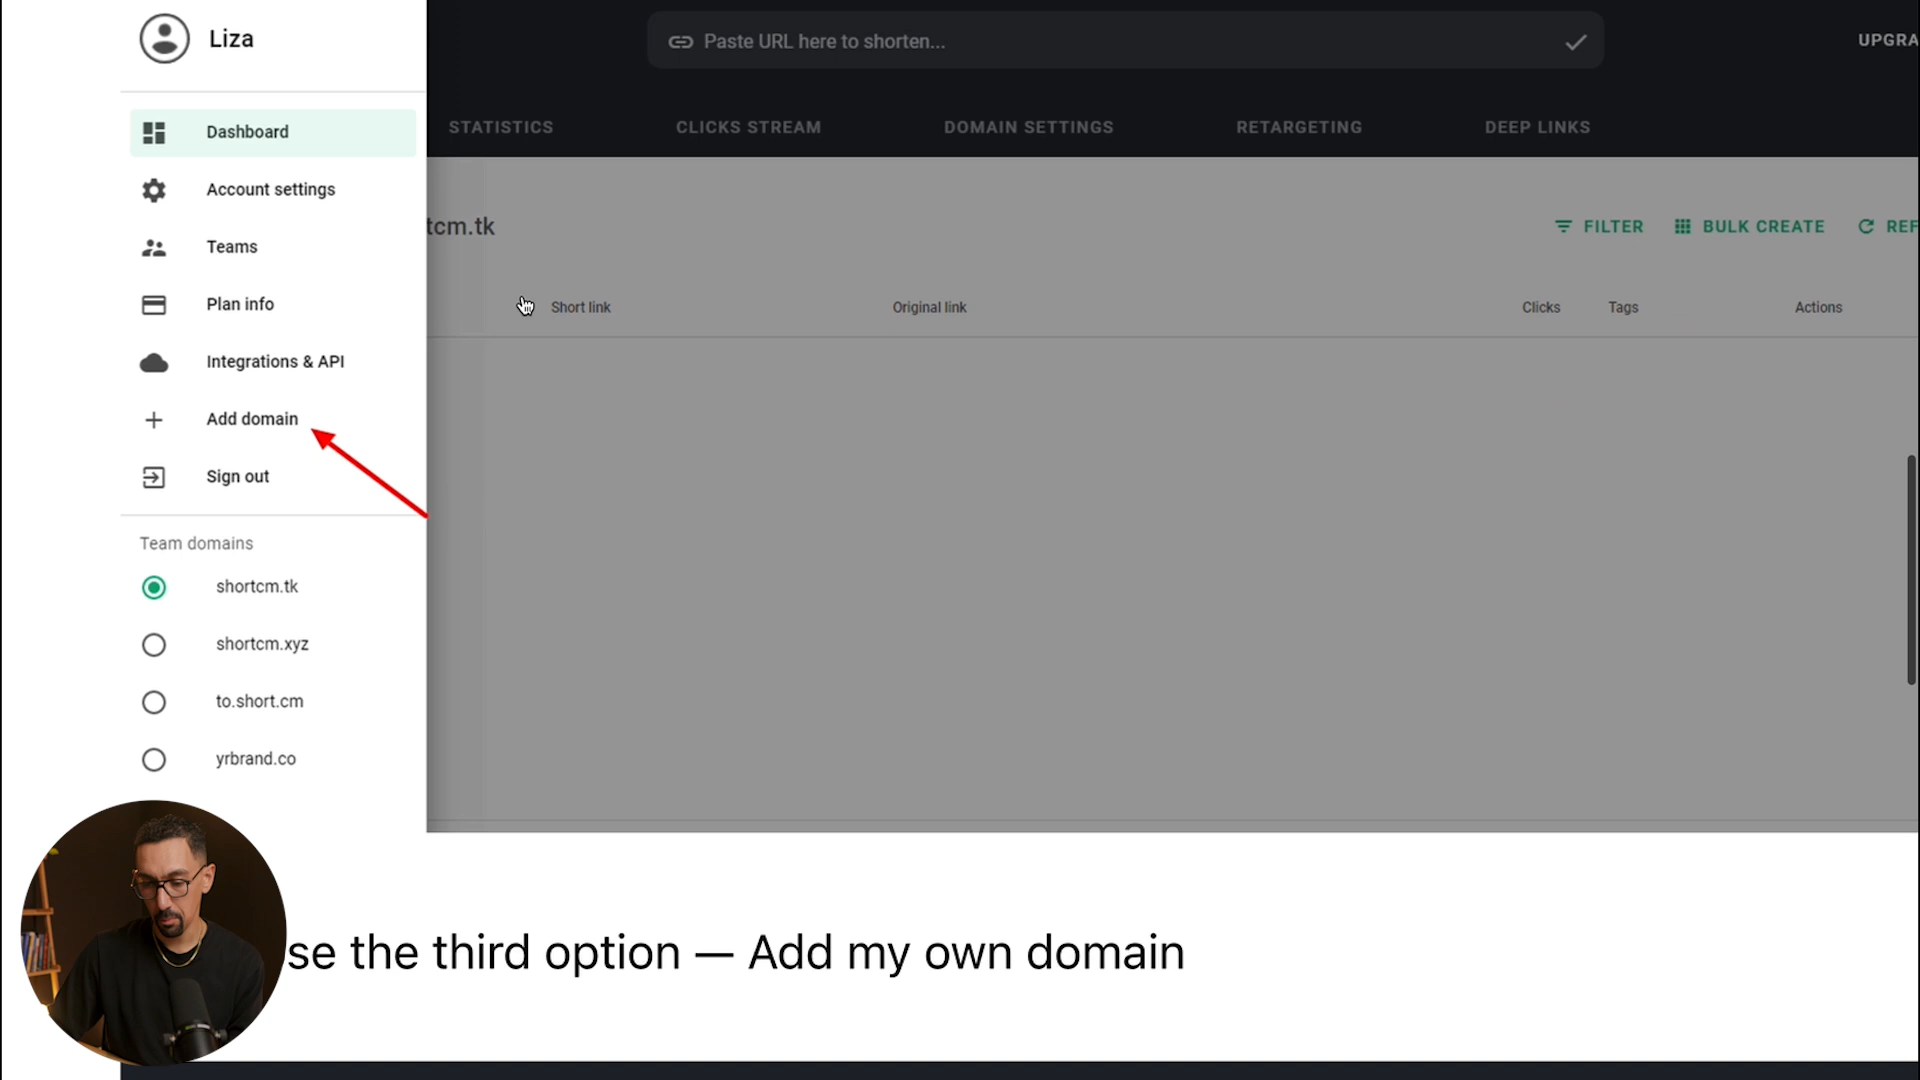 Liza
Paste URL here to shorten...
UPGRA
STATISTICS
CLICKS STREAM
DOMAIN SETTINGS
RETARGETING
DEEP LINKS
Dashboard
Account settings
Teams
Plan info
Integrations & API
Add domain
Sign out
Team domains
shortcm.tk
shortcm.xyz
to.short.cm
yrbrand.co
tcm.tk
FILTER
BULK CREATE
REF
Short link
Original link
Clicks
Tags
Actions
se the third option — Add my own domain